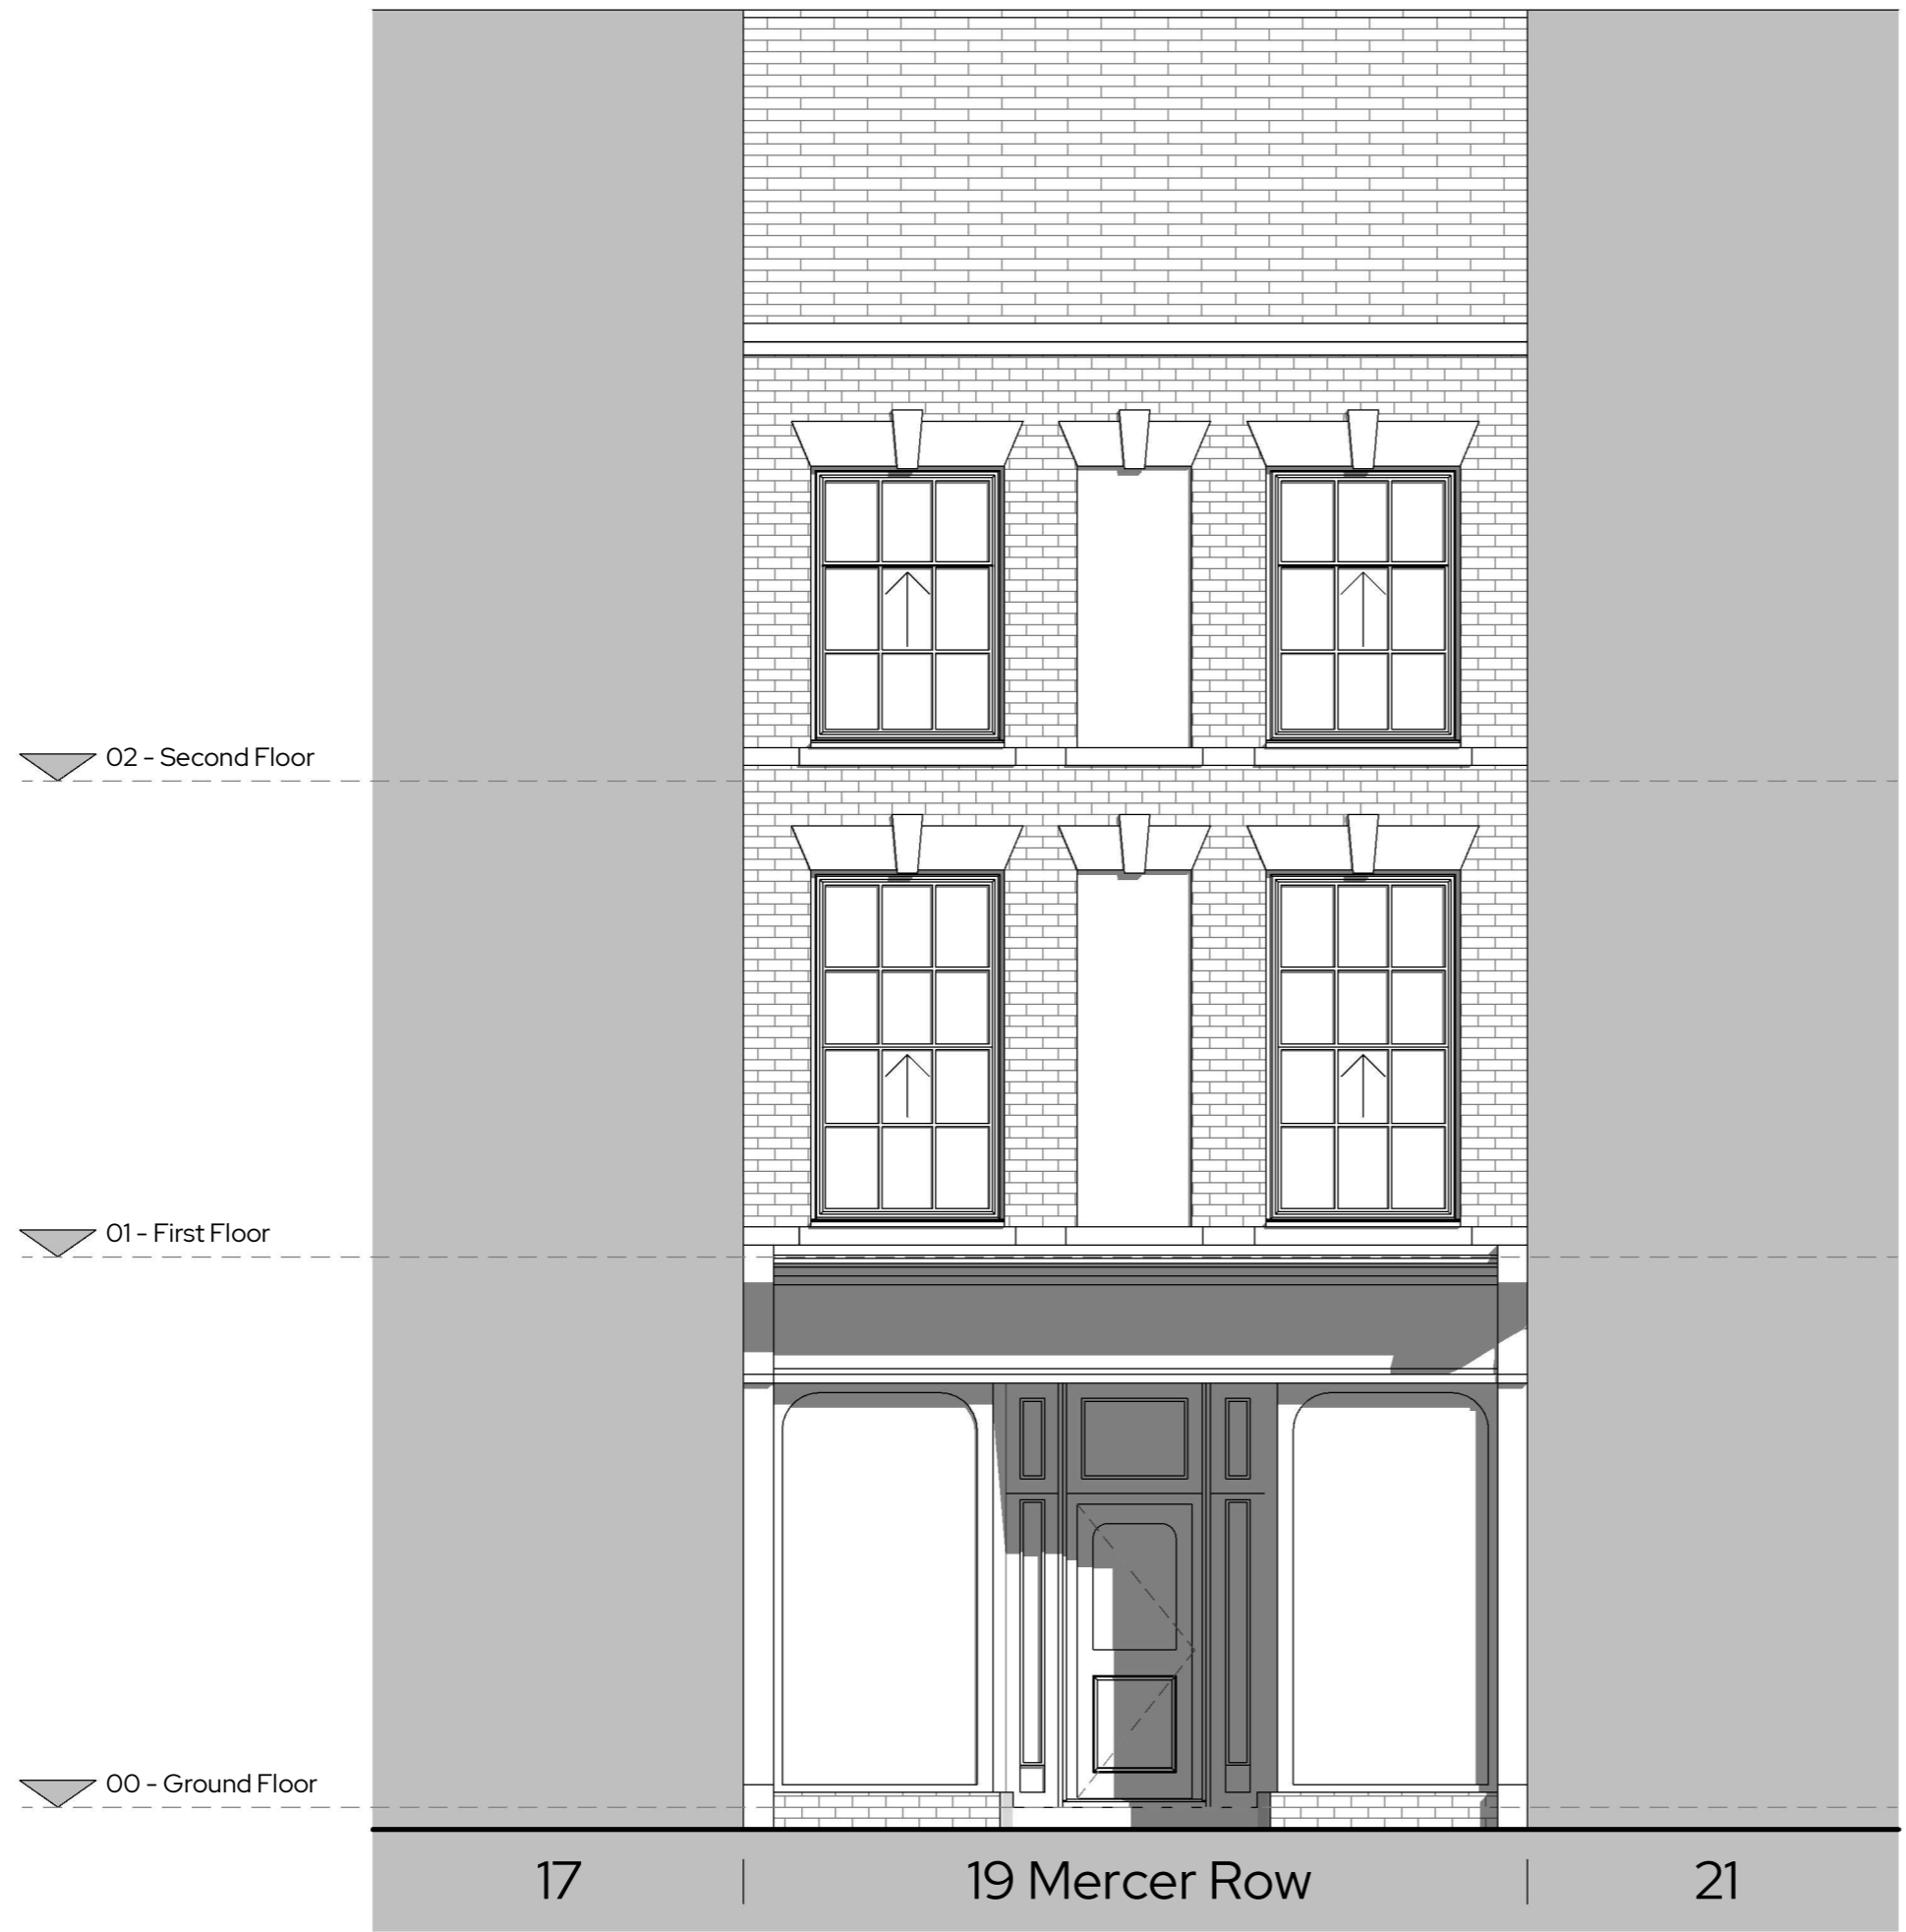 02 - Second Floor
01 - First Floor
00 - Ground Floor
17
19 Mercer Row
21